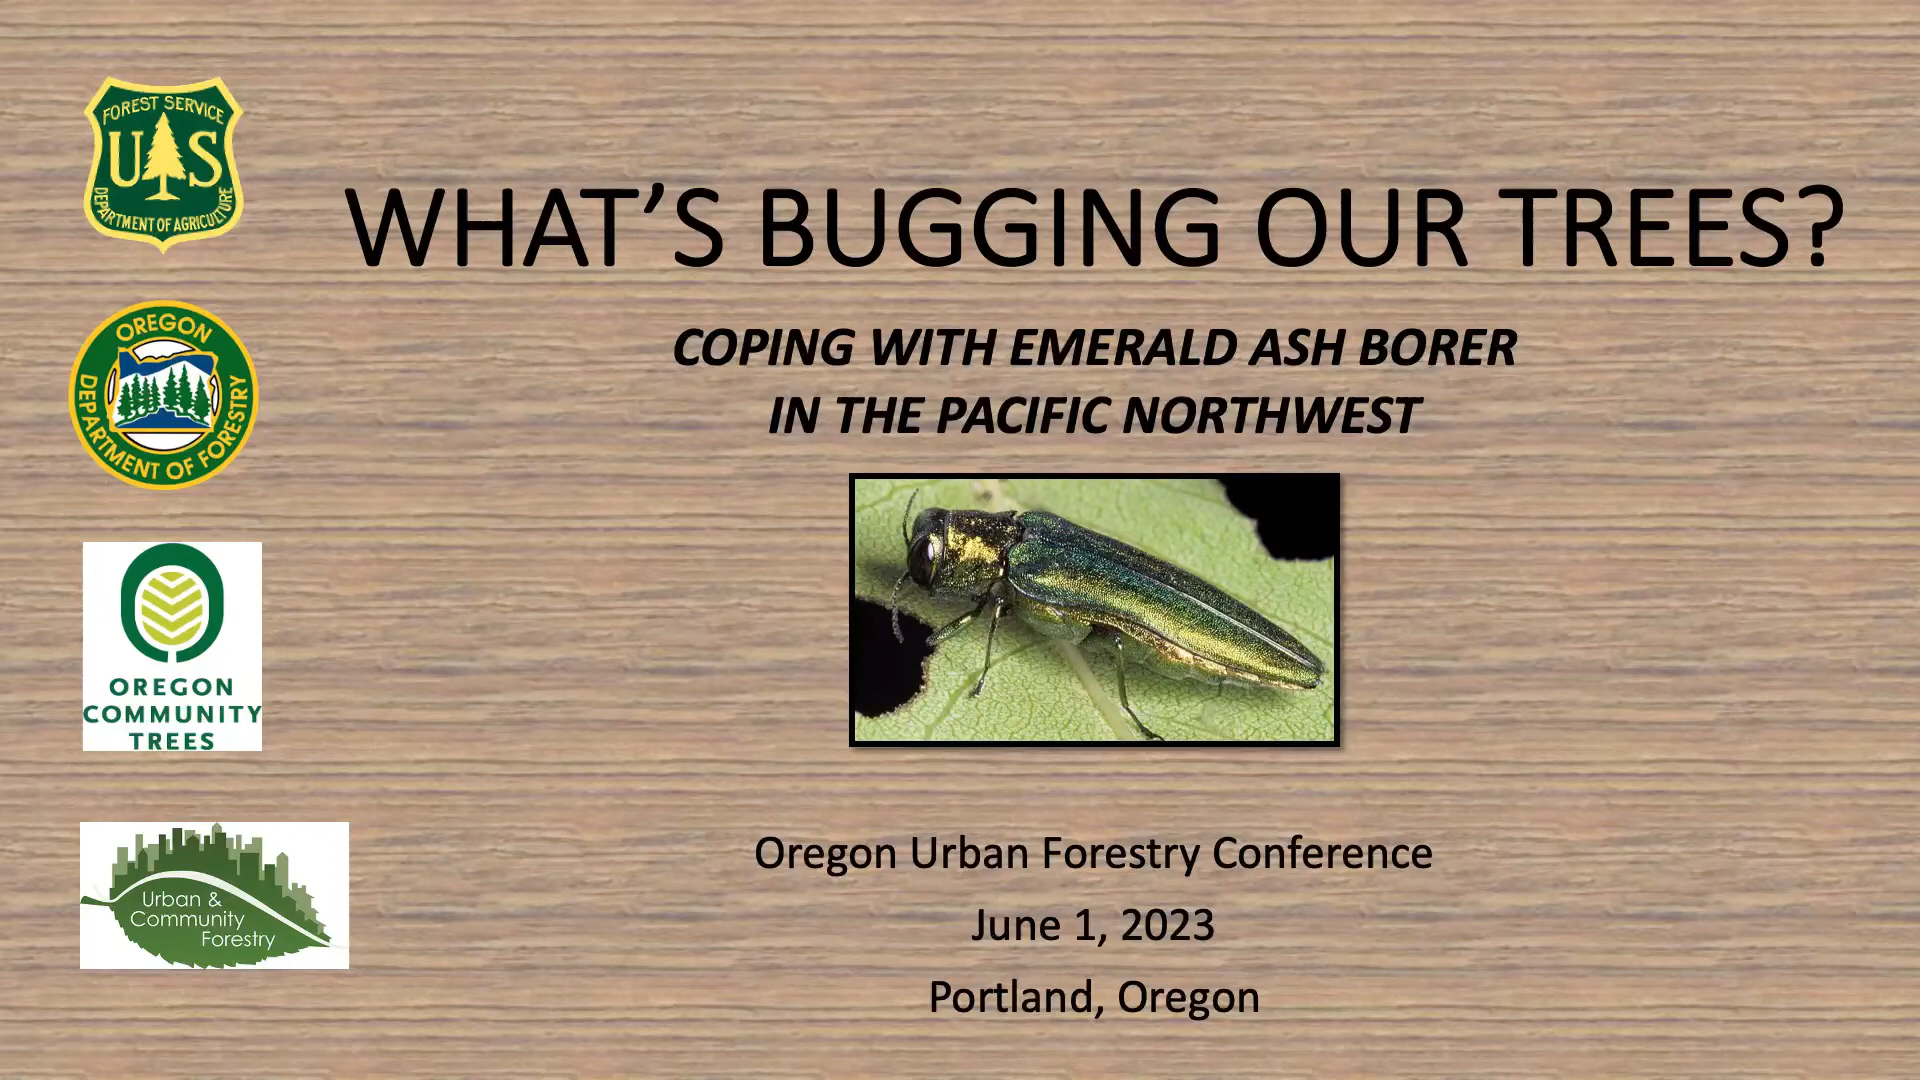 FOREST SERVICE
U S
DEPARTMENT OF AGRICULTURE
WHAT’S BUGGING OUR TREES?
COPING WITH EMERALD ASH BORER
IN THE PACIFIC NORTHWEST
OREGON
DEPARTMENT OF FORESTRY
OREGON
COMMUNITY
TREES
Urban &
Community
Forestry
Oregon Urban Forestry Conference
June 1, 2023
Portland, Oregon